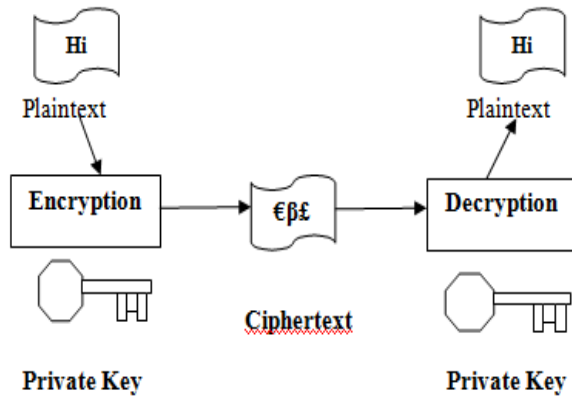 Hi
Hi
Plaintext
Plaintext
Encryption
€β£
Decryption
Ciphertext
Private Key
Private Key